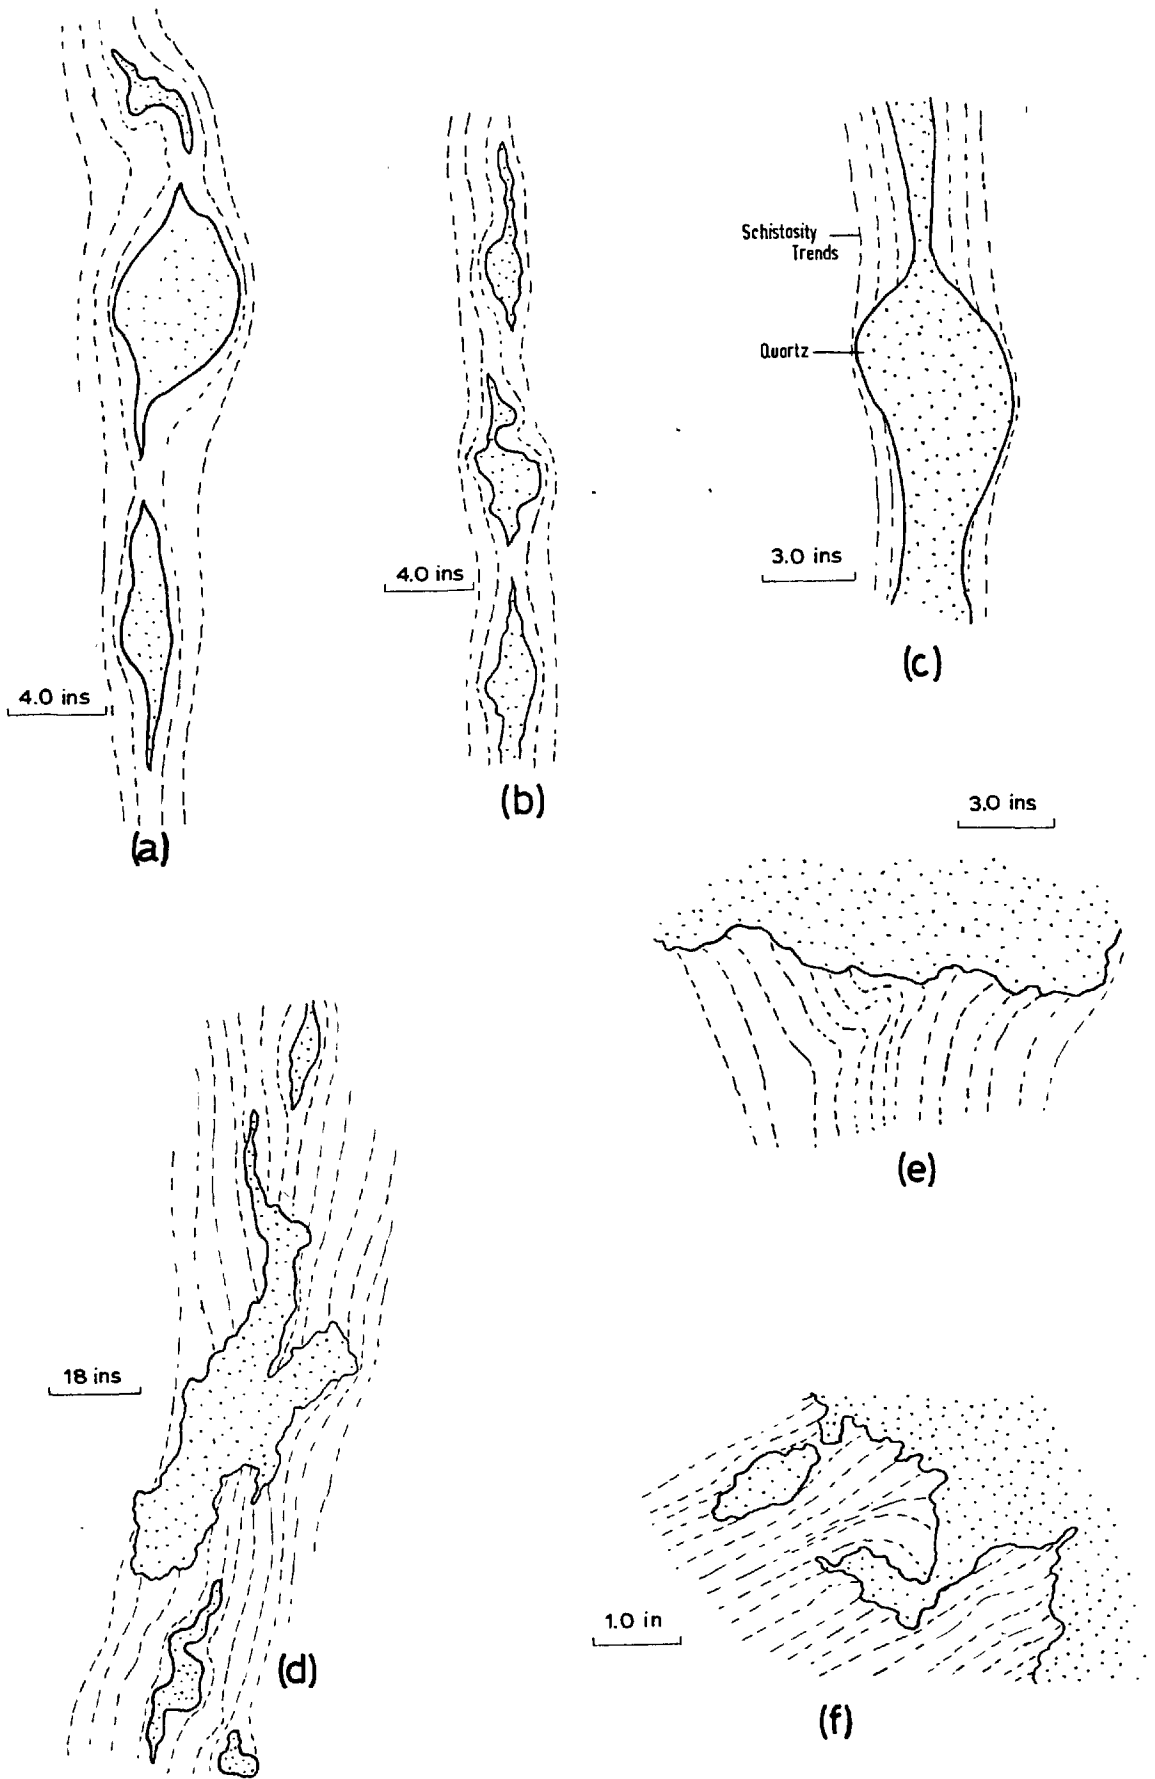 Schistosity
Trends
Quartz
3.0 ins
(c)
4.0 ins
(b)
4.0 ins
(a)
3.0 ins
(e)
18 ins
(d)
1.0 in
(f)